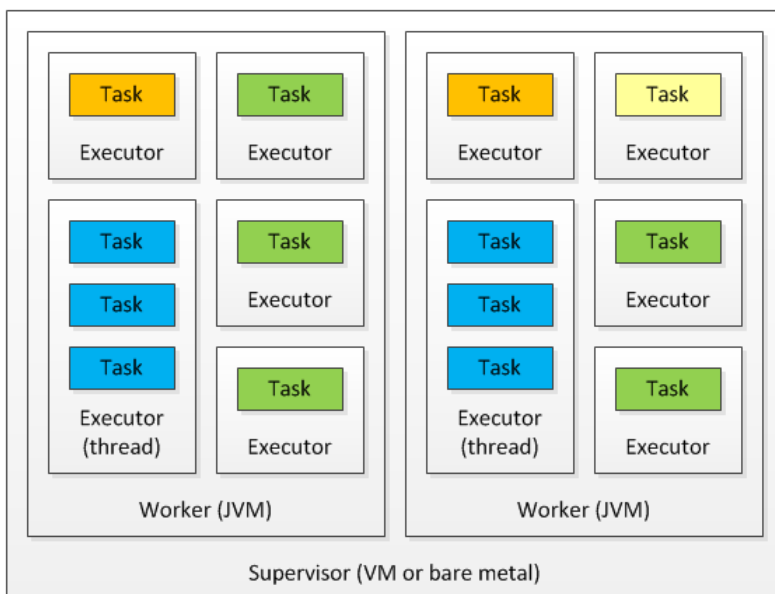 Task
Executor
Task
Executor
Task
Task
Task
Executor
(thread)
Task
Executor
Task
Executor
Worker (JVM)
Task
Executor
Task
Executor
Task
Task
Task
Executor
(thread)
Task
Executor
Task
Executor
Worker (JVM)
Supervisor (VM or bare metal)